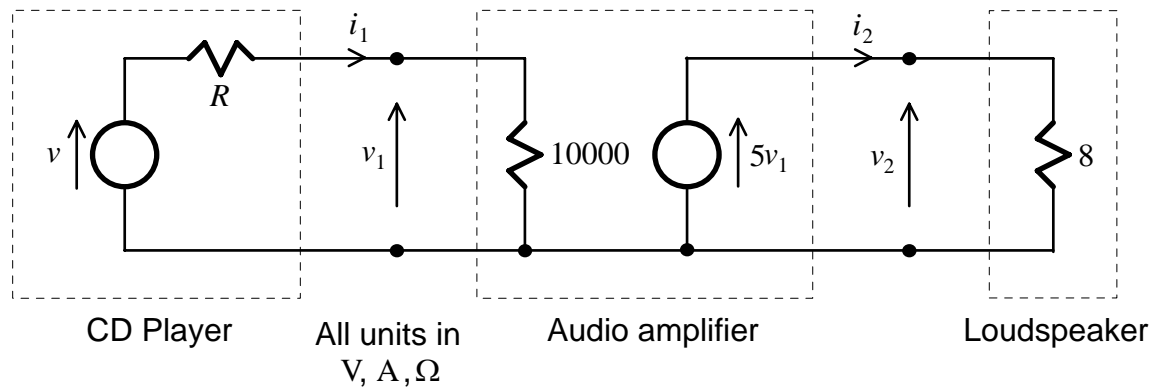 i₁
i₂
R
v
v₁
10000
5v₁
v₂
8
CD Player
All units in
V, A, Ω
Audio amplifier
Loudspeaker